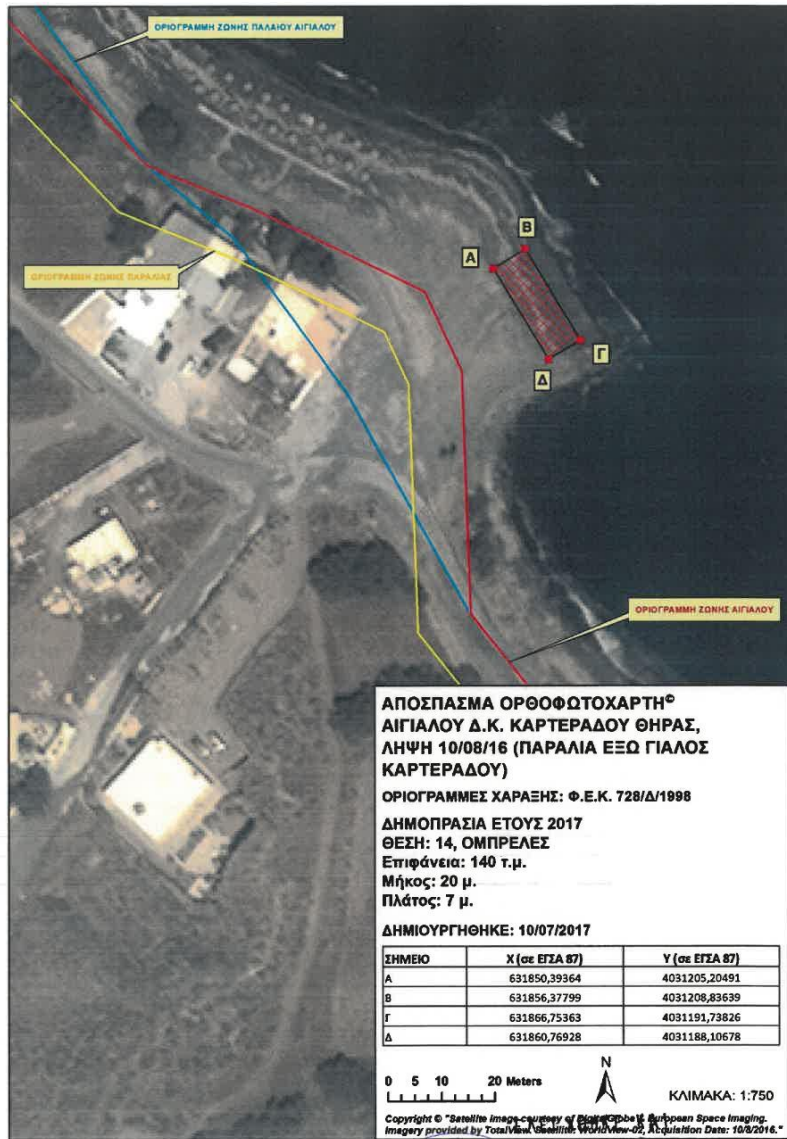 ΟΡΙΟΓΡΑΜΜΗ ΖΩΝΗΣ ΠΑΛΑΙΟΥ ΑΙΓΙΑΛΟΥ
Β
Α
ΟΡΙΟΓΡΑΜΜΗ ΖΩΝΗΣ ΠΑΡΑΛΙΑΣ
Γ
Δ
ΟΡΙΟΓΡΑΜΜΗ ΖΩΝΗΣ ΑΙΓΙΑΛΟΥ
ΑΠΟΣΠΑΣΜΑ ΟΡΘΟΦΩΤΟΧΑΡΤΗ©
ΑΙΓΙΑΛΟΥ Δ.Κ. ΚΑΡΤΕΡΑΔΟΥ ΘΗΡΑΣ,
ΛΗΨΗ 10/08/16 (ΠΑΡΑΛΙΑ ΕΞΩ ΓΙΑΛΟΣ
ΚΑΡΤΕΡΑΔΟΥ)
ΟΡΙΟΓΡΑΜΜΕΣ ΧΑΡΑΞΗΣ: Φ.Ε.Κ. 728/Δ/1998
ΔΗΜΟΠΡΑΣΙΑ ΕΤΟΥΣ 2017
ΘΕΣΗ: 14, ΟΜΠΡΕΛΕΣ
Επιφάνεια: 140 τ.μ.
Μήκος: 20 μ.
Πλάτος: 7 μ.
ΔΗΜΙΟΥΡΓΗΘΗΚΕ: 10/07/2017
ΣΗΜΕΙΟ X (σε ΕΓΣΑ 87) Y (σε ΕΓΣΑ 87)
Α 631850,39364 4031205,20491
Β 631856,37799 4031208,83639
Γ 631866,75363 4031191,73826
Δ 631860,76928 4031188,10678
N
0 5 10 20 Meters
ΚΛΙΜΑΚΑ: 1:750
Copyright © "Satellite image courtesy of DigitalGlobe & European Space Imaging.
Imagery provided by TotalView. Satellite: WorldView-02, Acquisition Date: 10/8/2016."